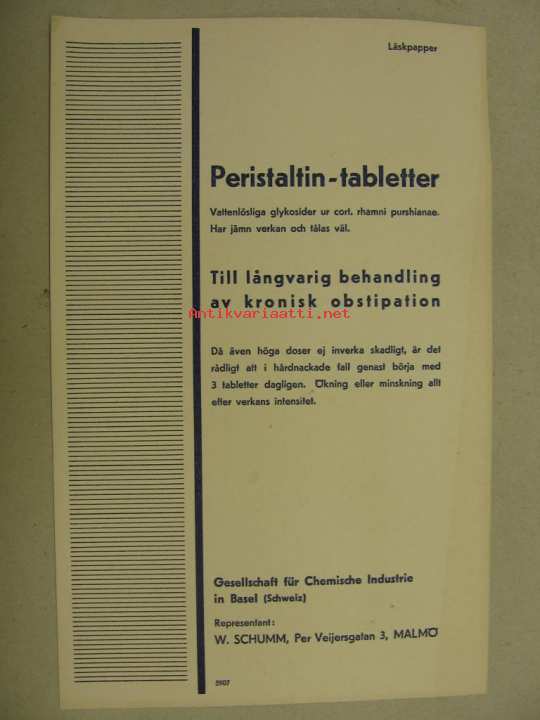 Läskpapper
Peristaltin-tabletter
Vattenlösliga glykosider ur cort. rhamni purshianae.
Har jämn verkan och tålas väl.
Till långvarig behandling
av kronisk obstipation
Antikvariaatti.net
Då även höga doser ej inverka skadligt, är det
rådligt att i hårdnackade fall genast börja med
3 tabletter dagligen. Ökning eller minskning allt
efter verkans intensitet.
Gesellschaft für Chemische Industrie
in Basel (Schweiz)
Representant:
W. SCHUMM, Per Veijersgatan 3, MALMÖ
5907